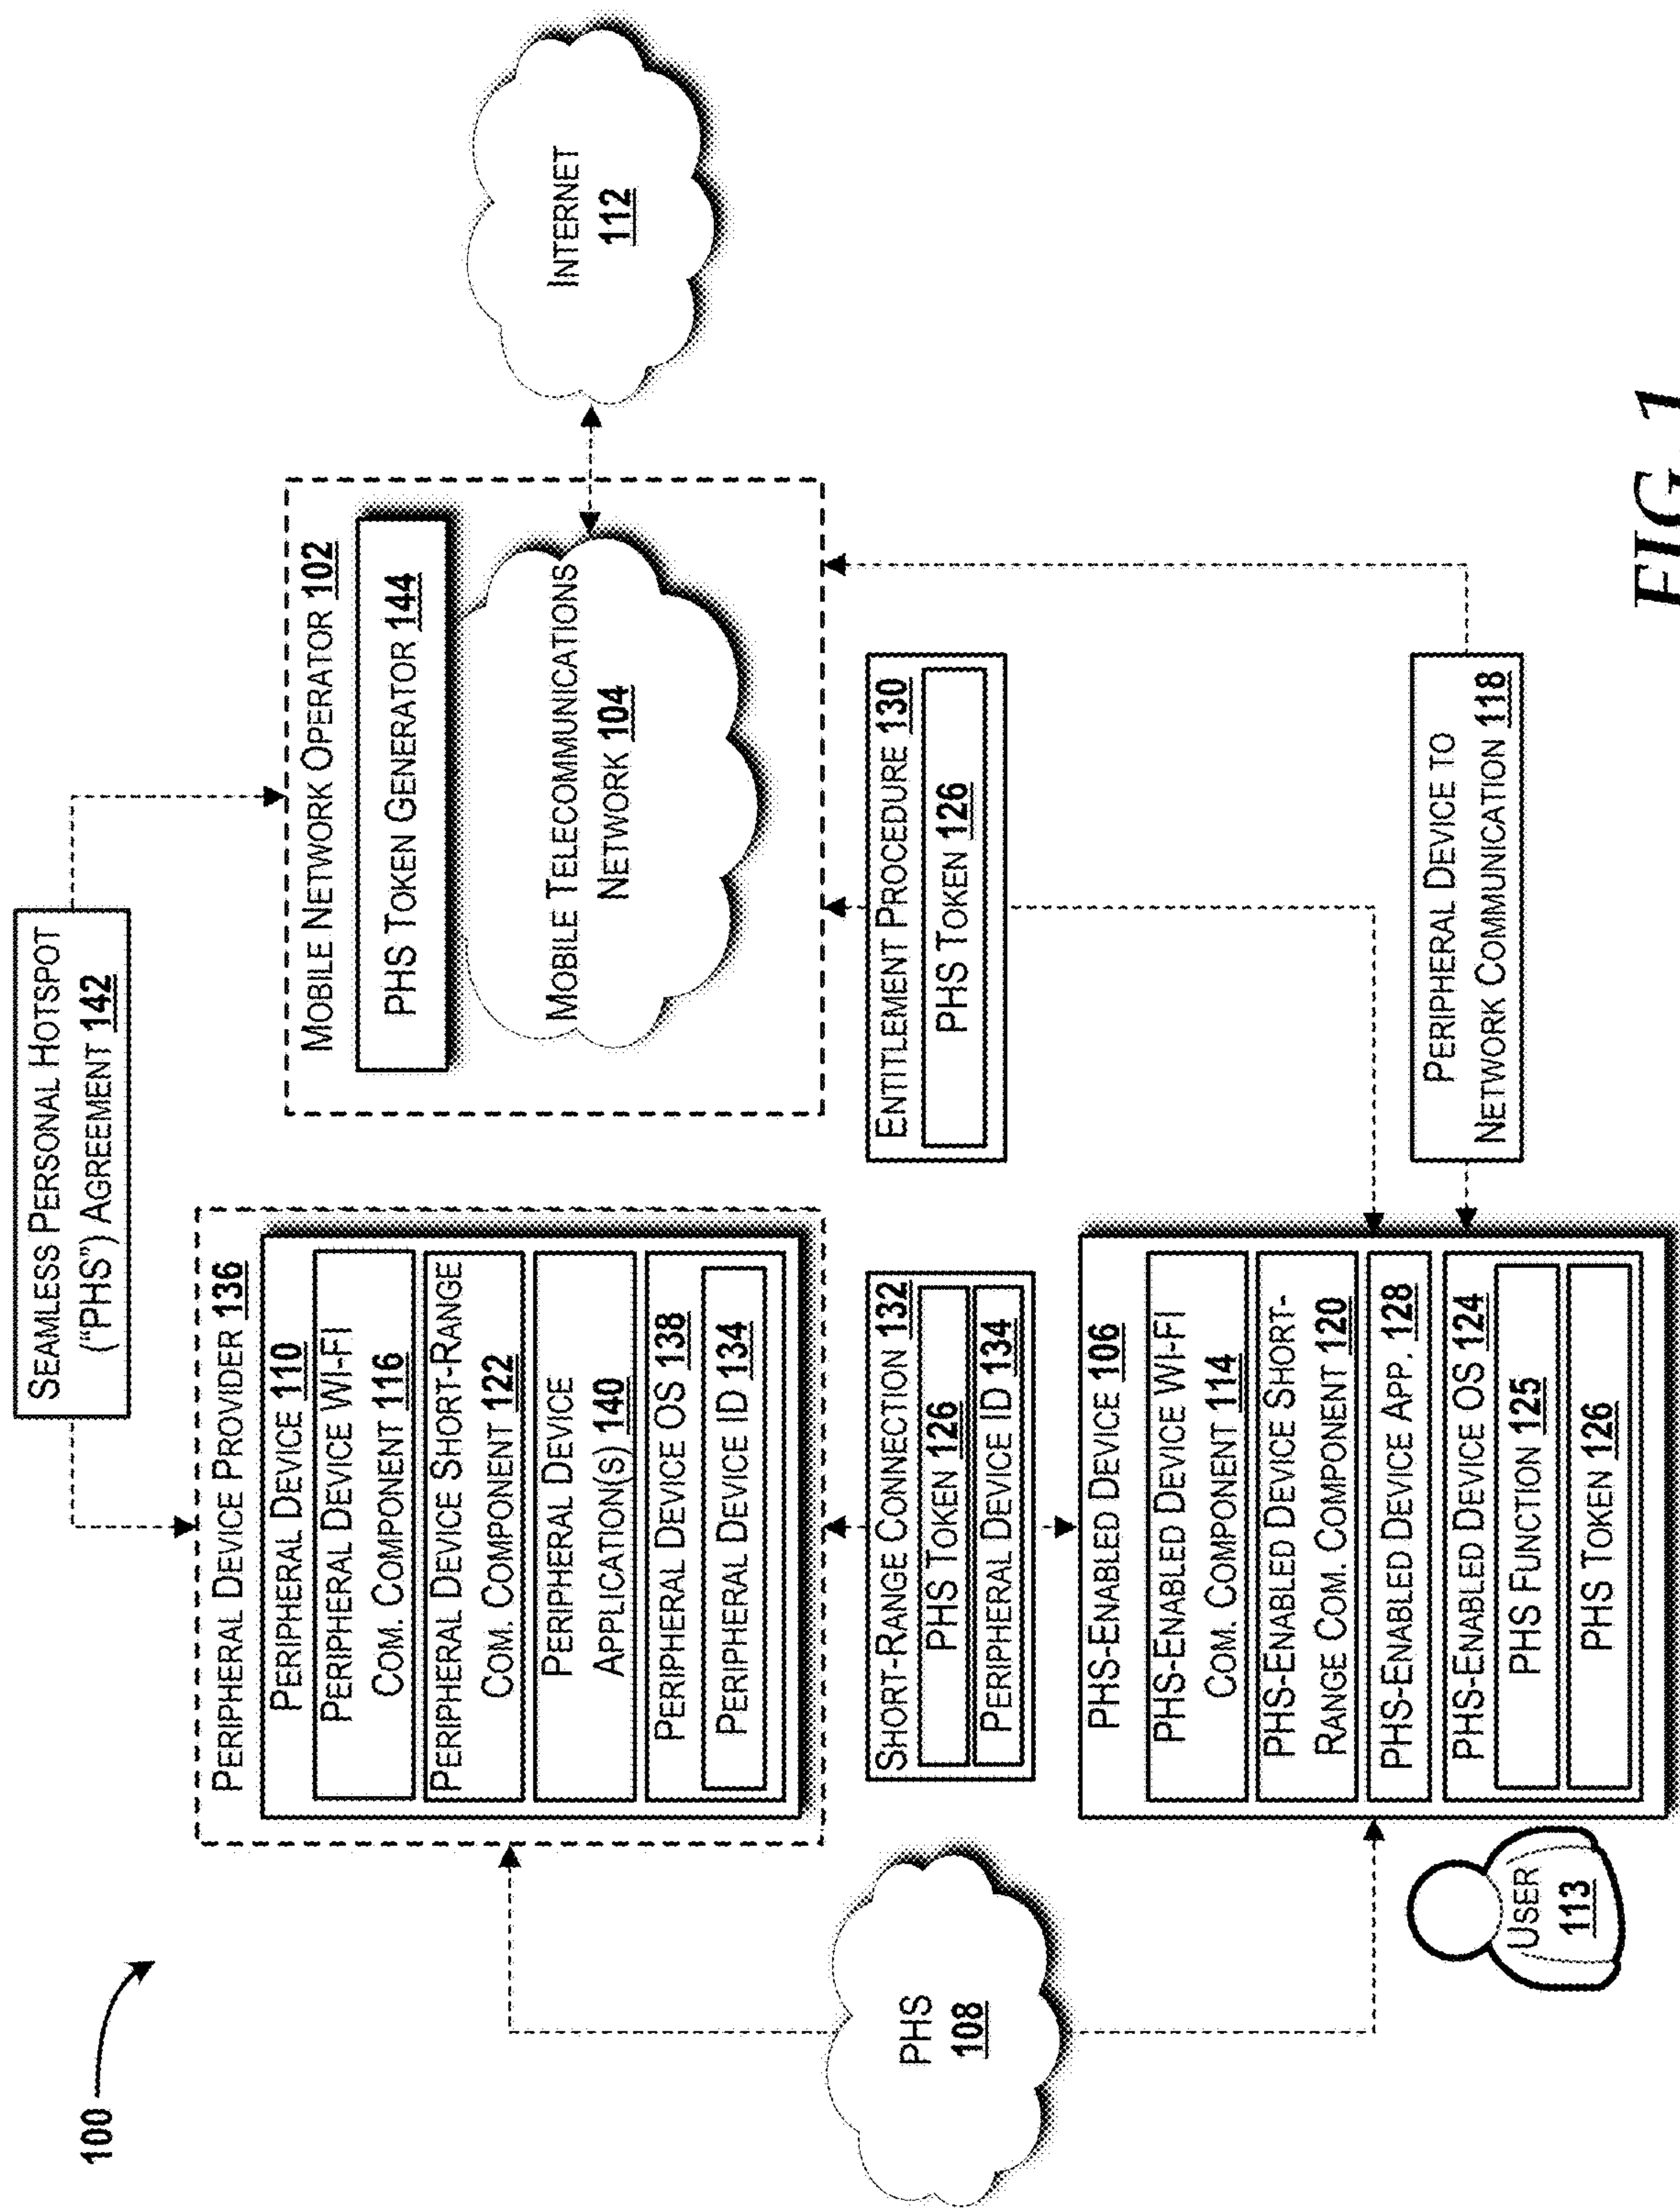 100
SEAMLESS PERSONAL HOTSPOT
("PHS") AGREEMENT 142
PERIPHERAL DEVICE PROVIDER 136
PERIPHERAL DEVICE 110
PERIPHERAL DEVICE WI-FI
COM. COMPONENT 116
PERIPHERAL DEVICE SHORT-RANGE
COM. COMPONENT 122
PERIPHERAL DEVICE
APPLICATION(S) 140
PERIPHERAL DEVICE OS 138
PERIPHERAL DEVICE ID 134
MOBILE NETWORK OPERATOR 102
PHS TOKEN GENERATOR 144
MOBILE TELECOMMUNICATIONS
NETWORK 104
INTERNET
112
PHS
108
SHORT-RANGE CONNECTION 132
PHS TOKEN 126
PERIPHERAL DEVICE ID 134
ENTITLEMENT PROCEDURE 130
PHS TOKEN 126
PHS-ENABLED DEVICE 106
PHS-ENABLED DEVICE WI-FI
COM. COMPONENT 114
PHS-ENABLED DEVICE SHORT-
RANGE COM. COMPONENT 120
PHS-ENABLED DEVICE APP. 128
PHS-ENABLED DEVICE OS 124
PHS FUNCTION 125
PHS TOKEN 126
USER
113
PERIPHERAL DEVICE TO
NETWORK COMMUNICATION 118
FIG. 1